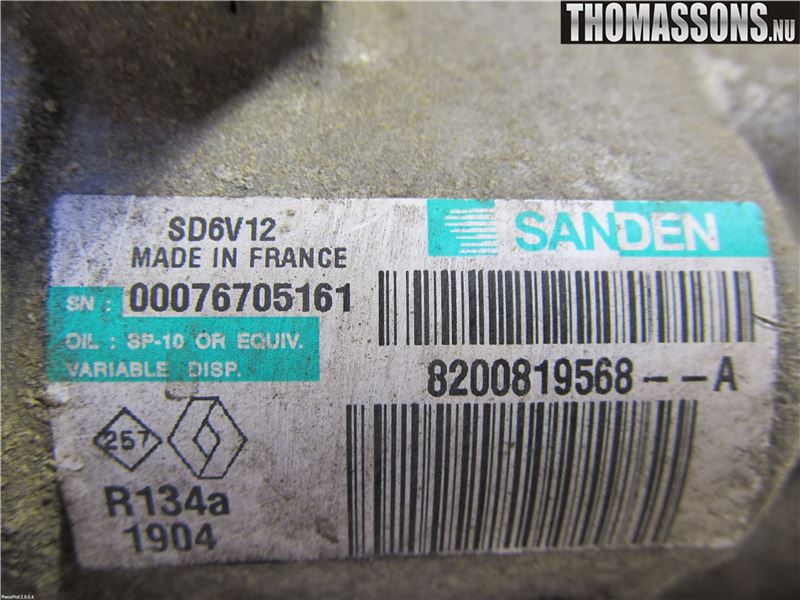 THOMASSONS.NU
SD6V12
MADE IN FRANCE
SANDEN
SN : 00076705161
OIL : SP-10 OR EQUIV.
VARIABLE DISP.
8200819568--A
257
R134a
1904